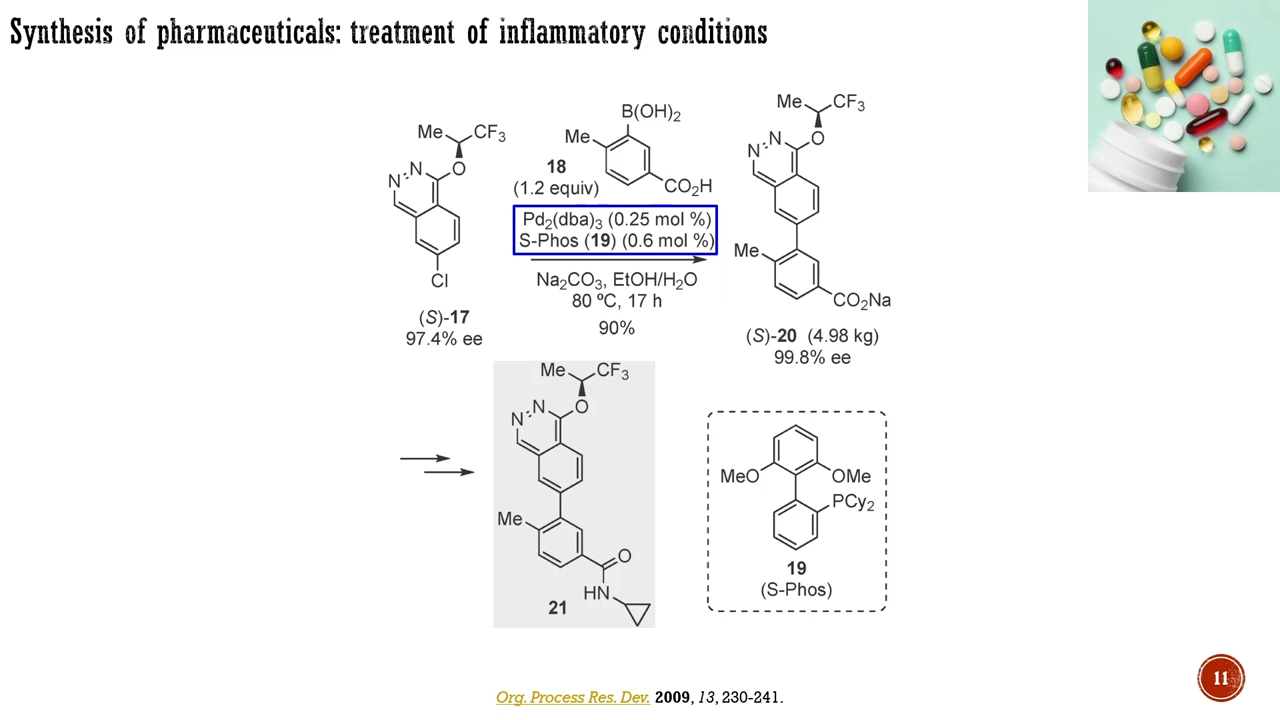 Synthesis of pharmaceuticals: treatment of inflammatory conditions
Me
CF3
O
N
N
Cl
(S)-17
97.4% ee
B(OH)2
Me
18
(1.2 equiv)
CO2H
Pd2(dba)3 (0.25 mol %)
S-Phos (19) (0.6 mol %)
Na2CO3, EtOH/H2O
80 ºC, 17 h
90%
Me
CF3
O
N
N
Me
CO2Na
(S)-20 (4.98 kg)
99.8% ee
Me
CF3
O
N
N
Me
O
HN
21
MeO
OMe
PCy2
19
(S-Phos)
Org. Process Res. Dev. 2009, 13, 230-241.
11